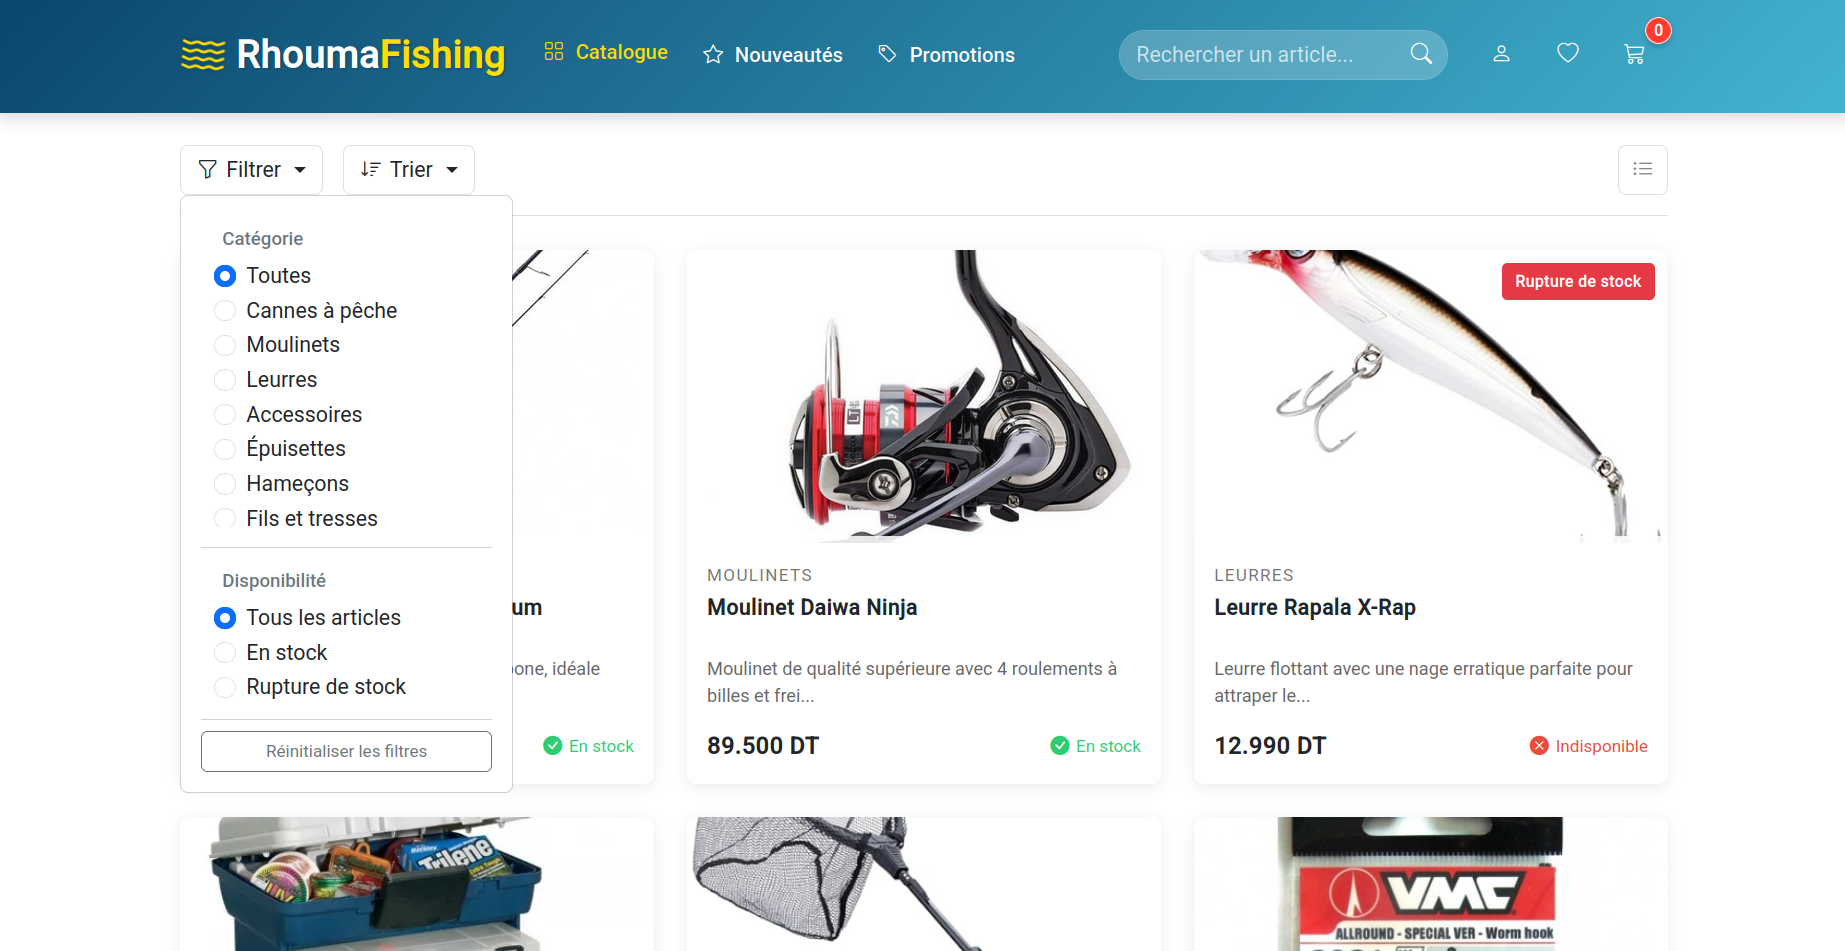 RhoumaFishing
Catalogue
Nouveautés
Promotions
Rechercher un article...
0
Filtrer
Trier
Catégorie
Toutes
Cannes à pêche
Moulinets
Leurres
Accessoires
Épuisettes
Hameçons
Fils et tresses
Disponibilité
Tous les articles
En stock
Rupture de stock
Réinitialiser les filtres
um
bone, idéale
En stock
MOULINETS
Moulinet Daiwa Ninja
Moulinet de qualité supérieure avec 4 roulements à
billes et frei...
89.500 DT
En stock
Rupture de stock
LEURRES
Leurre Rapala X-Rap
Leurre flottant avec une nage erratique parfaite pour
attraper le...
12.990 DT
Indisponible
Trilene
VMC
ALLROUND - SPECIAL VER - Worm hook